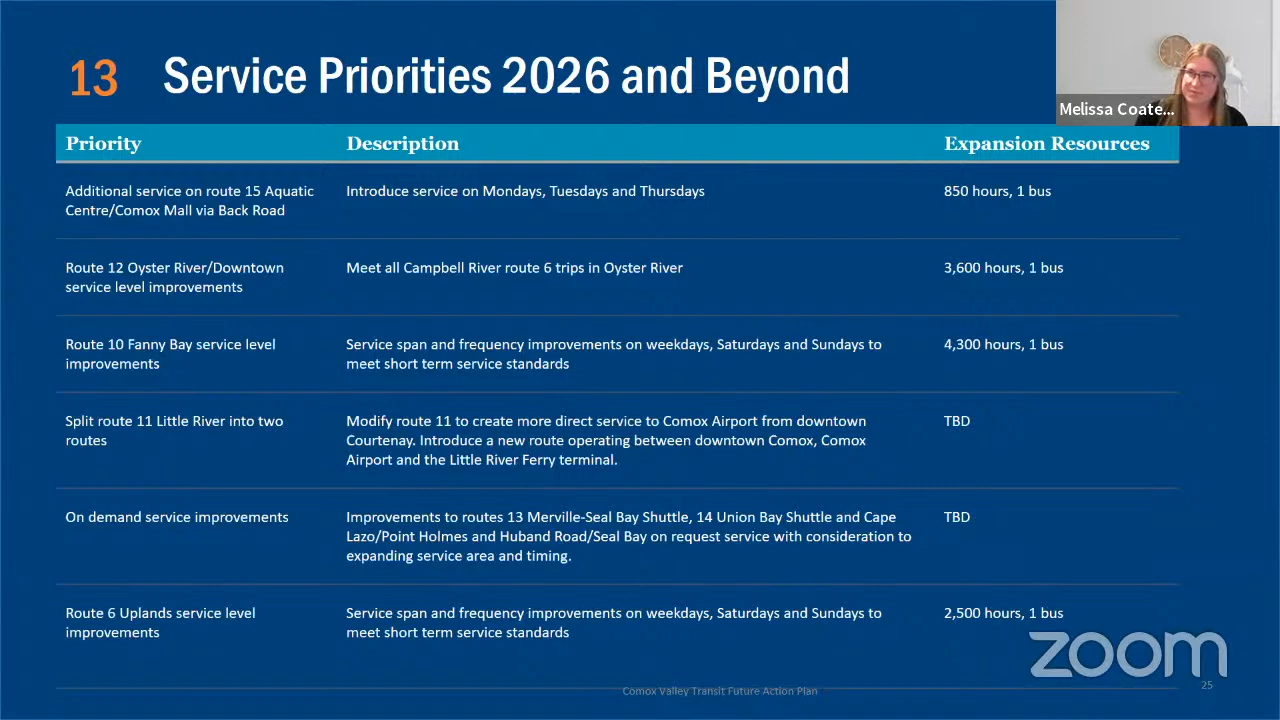 13 Service Priorities 2026 and Beyond
Melissa Coate...
Priority Description Expansion Resources
Additional service on route 15 Aquatic
Centre/Comox Mall via Back Road
Introduce service on Mondays, Tuesdays and Thursdays
850 hours, 1 bus
Route 12 Oyster River/Downtown
service level improvements
Meet all Campbell River route 6 trips in Oyster River
3,600 hours, 1 bus
Route 10 Fanny Bay service level
improvements
Service span and frequency improvements on weekdays, Saturdays and Sundays to
meet short term service standards
4,300 hours, 1 bus
Split route 11 Little River into two
routes
Modify route 11 to create more direct service to Comox Airport from downtown
Courtenay. Introduce a new route operating between downtown Comox, Comox
Airport and the Little River Ferry terminal.
TBD
On demand service improvements
Improvements to routes 13 Merville-Seal Bay Shuttle, 14 Union Bay Shuttle and Cape
Lazo/Point Holmes and Huband Road/Seal Bay on request service with consideration to
expanding service area and timing.
TBD
Route 6 Uplands service level
improvements
Service span and frequency improvements on weekdays, Saturdays and Sundays to
meet short term service standards
2,500 hours, 1 bus
zoom
Comox Valley Transit Future Action Plan
25